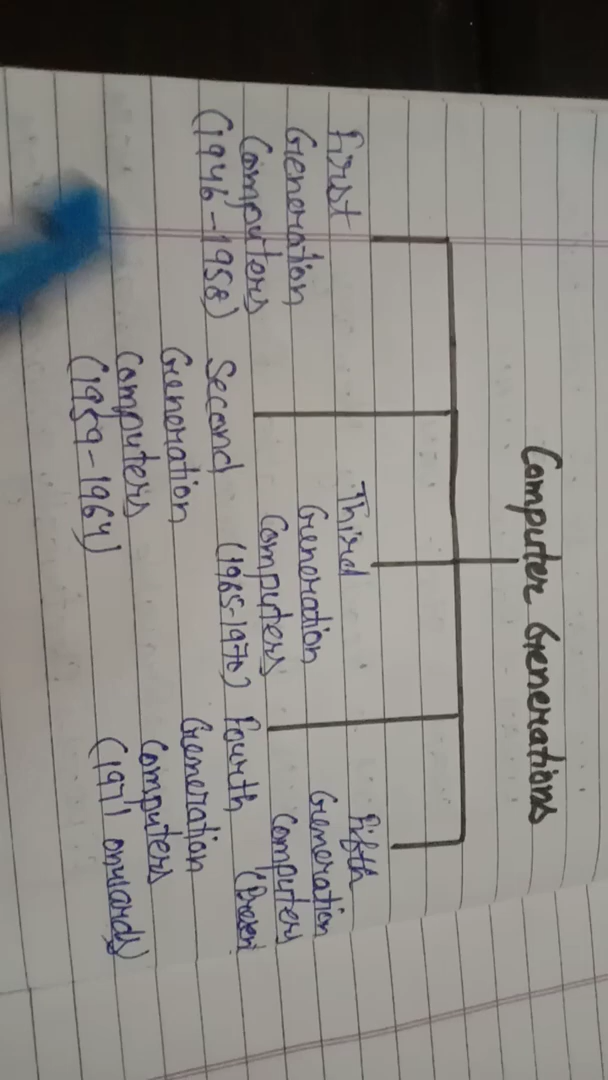 Computer Generations
First
Generation
Computers
(1946-1958)
Second
Generation
Computers
(1959-1964)
Third
Generation
Computers
(1965-1970)
Fourth
Generation
Computers
(1971 onwards)
Fifth
Generation
Computers
(Present